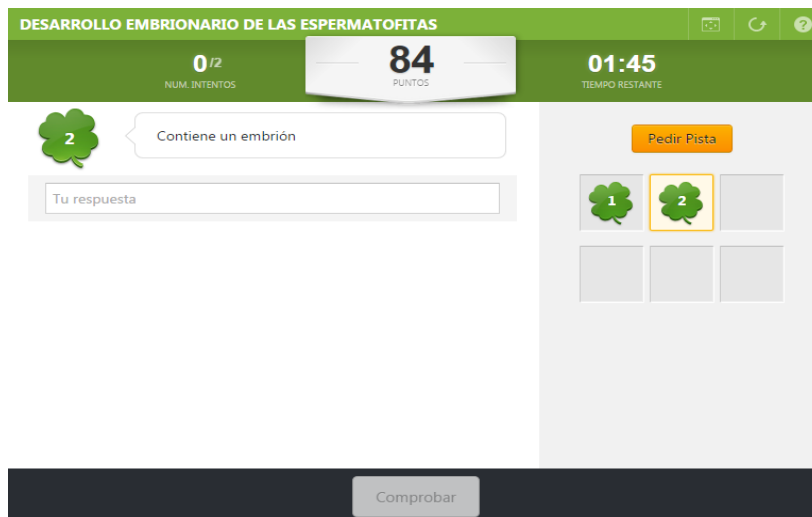 DESARROLLO EMBRIONARIO DE LAS ESPERMATOFITAS
?
0/2
NUM. INTENTOS
84
PUNTOS
01:45
TIEMPO RESTANTE
2
Contiene un embrión
Tu respuesta
Pedir Pista
1
2
Comprobar